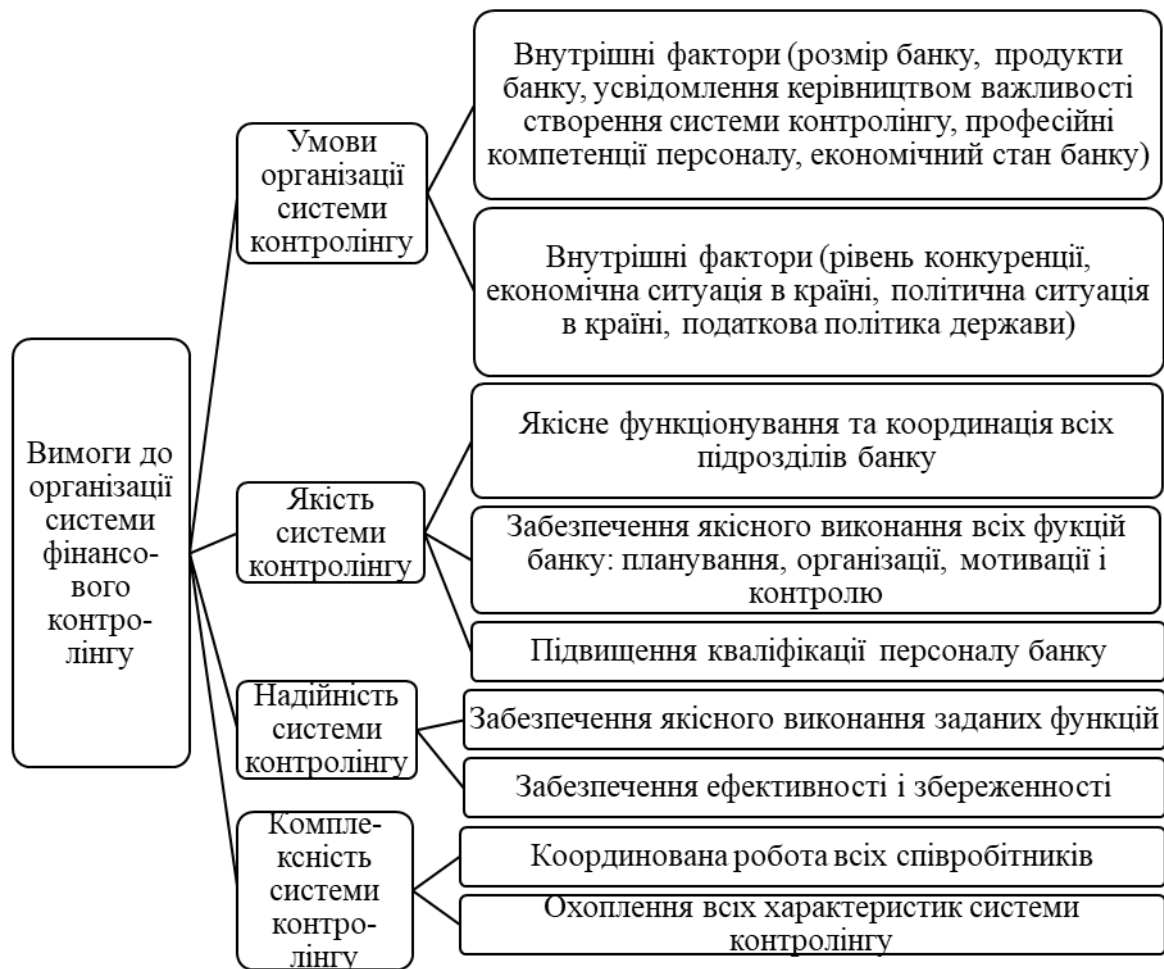 Вимоги до
організації
системи
фінансо-
вого
контро-
лінгу
Умови
організації
системи
контролінгу
Внутрішні фактори (розмір банку, продукти
банку, усвідомлення керівництвом важливості
створення системи контролінгу, професійні
компетенції персоналу, економічний стан банку)
Внутрішні фактори (рівень конкуренції,
економічна ситуація в країні, політична ситуація
в країні, податкова політика держави)
Якість
системи
контролінгу
Якісне функціонування та координація всіх
підрозділів банку
Забезпечення якісного виконання всіх фукцій
банку: планування, організації, мотивації і
контролю
Підвищення кваліфікації персоналу банку
Надійність
системи
контролінгу
Забезпечення якісного виконання заданих функцій
Забезпечення ефективності і збереженності
Компле-
ксність
системи
контро-
лінгу
Координована робота всіх співробітників
Охоплення всіх характеристик системи
контролінгу